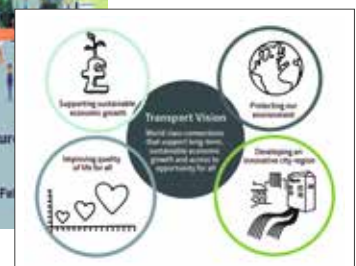 Supporting sustainable
economic growth
Protecting our
environment
Transport Vision
World class connections
that support long-term,
sustainable economic
growth and access to
opportunity for all
Improving quality
of life for all
Developing an
innovative city-region